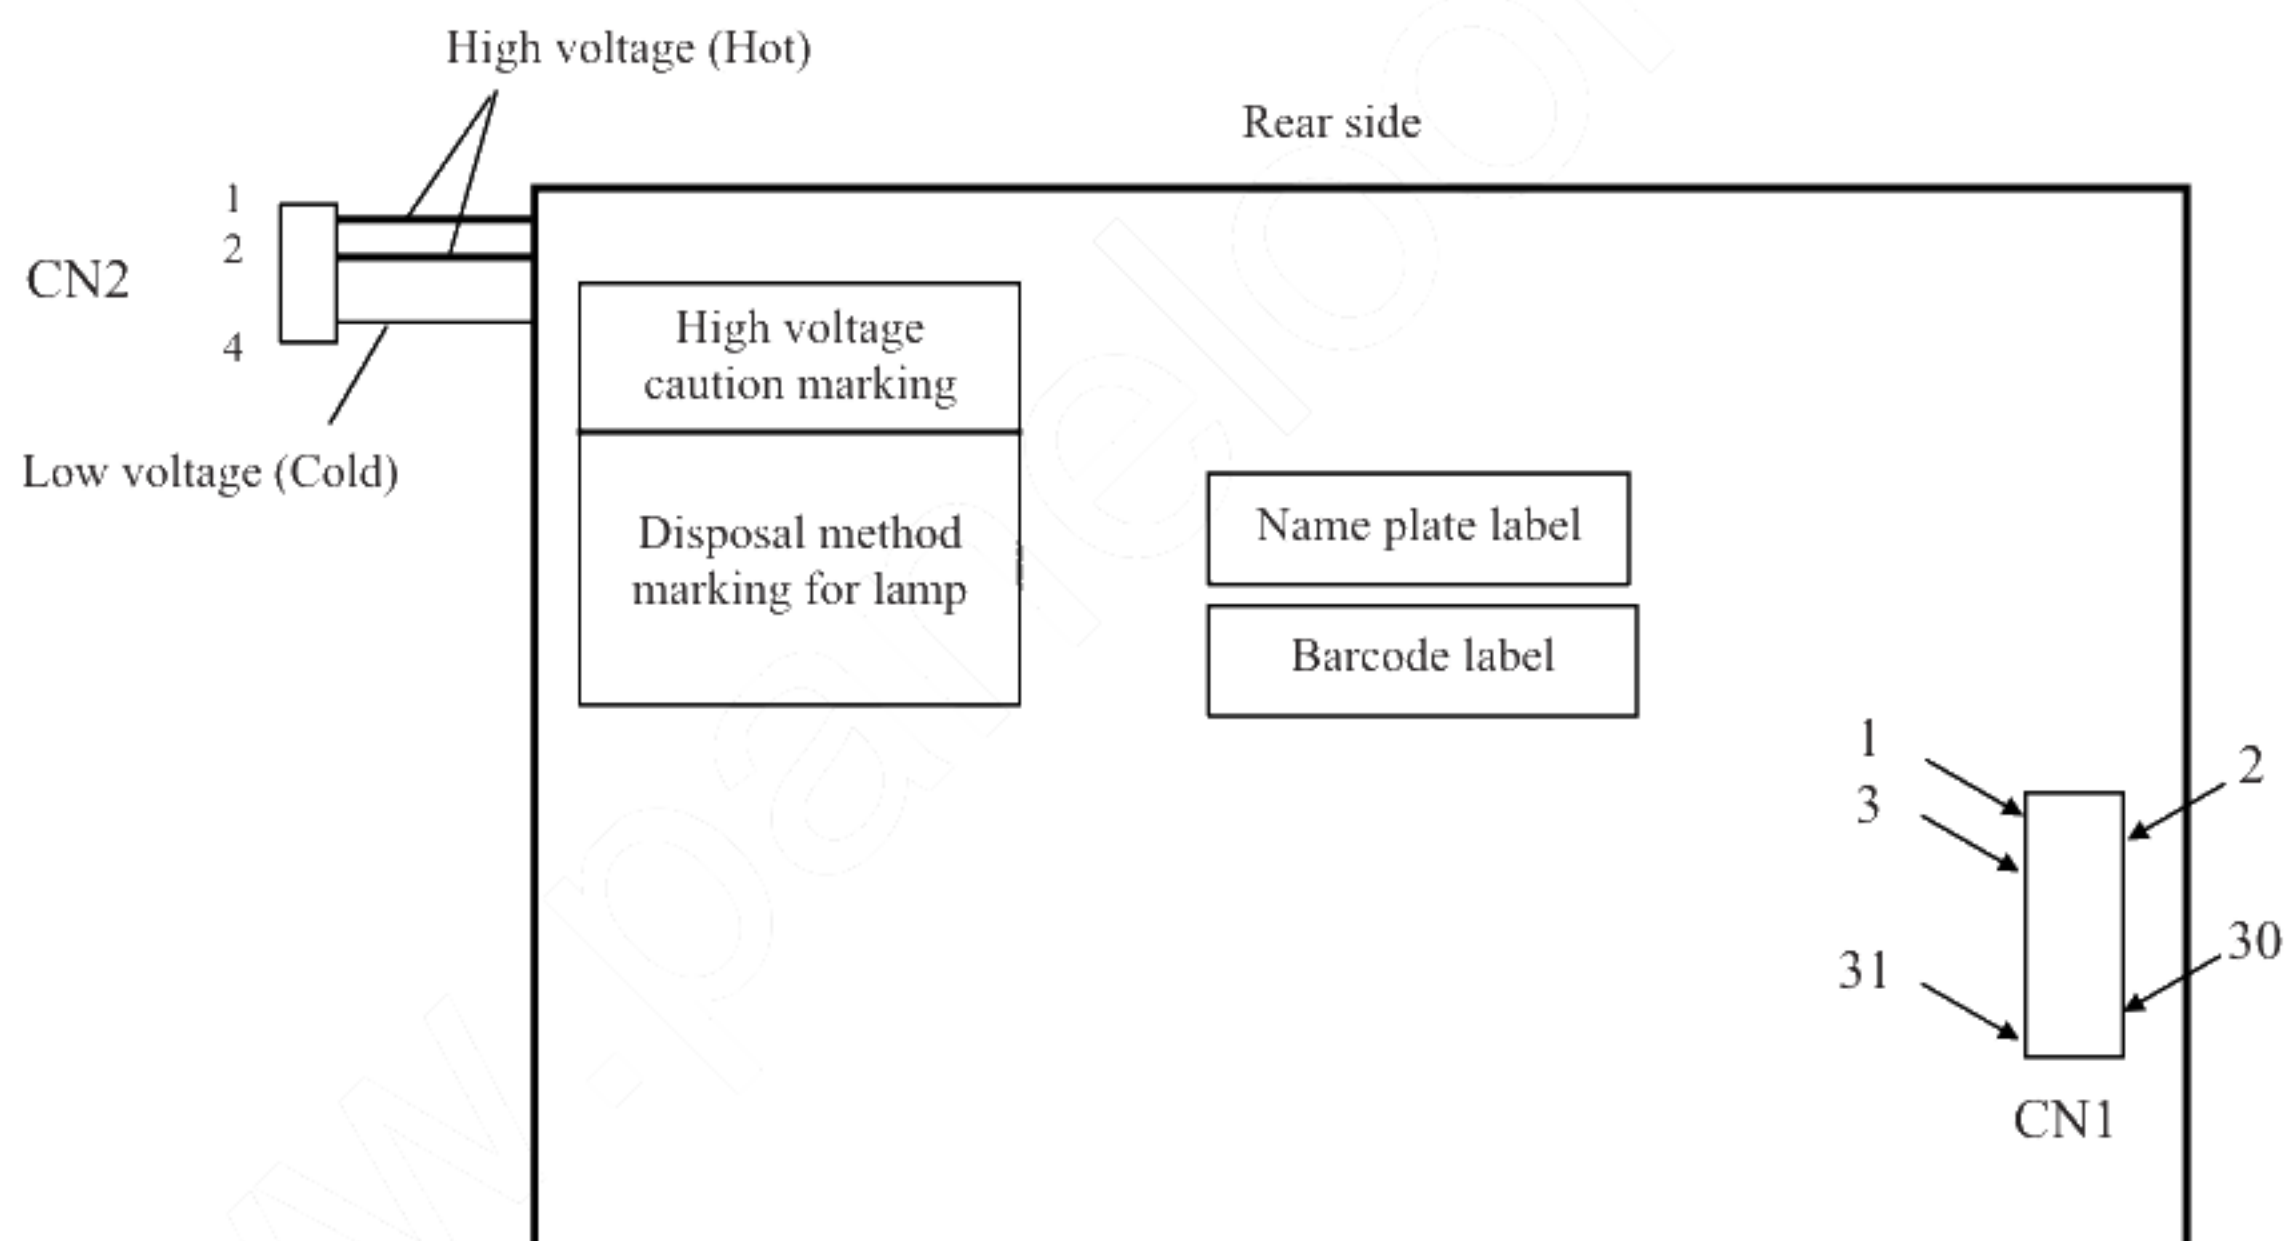 High voltage (Hot)
Rear side
1
2
CN2
4
High voltage
caution marking
Low voltage (Cold)
Disposal method
marking for lamp
Name plate label
Barcode label
1
2
3
30
31
CN1